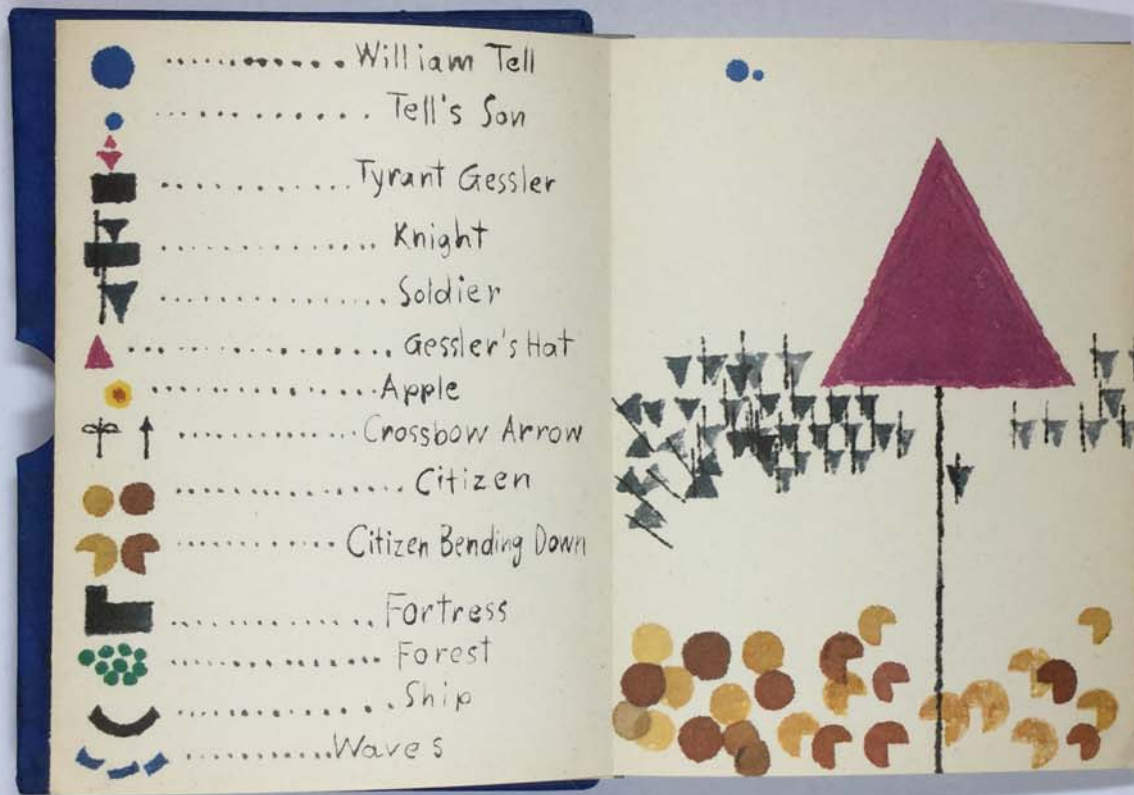 William Tell
Tell's Son
Tyrant Gessler
Knight
Soldier
Gessler's Hat
Apple
Crossbow Arrow
Citizen
Citizen Bending Down
Fortress
Forest
Ship
Waves